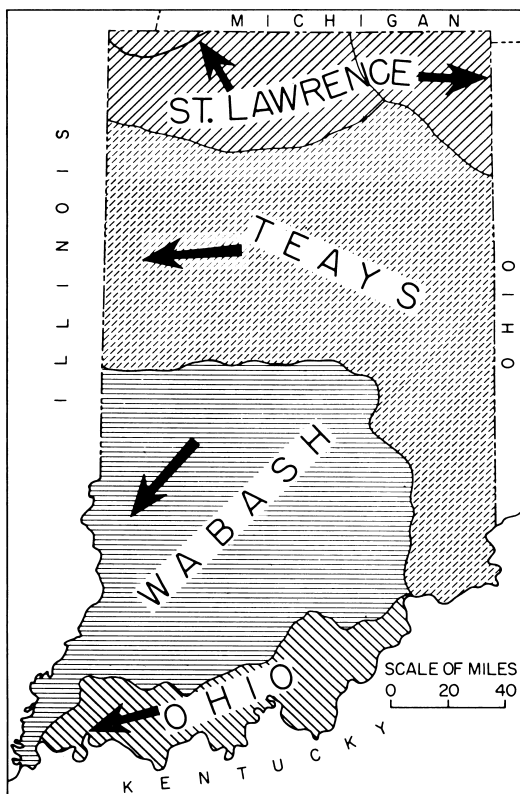 MICHIGAN
ST. LAWRENCE
ILLINOIS
TEAYS
OHIO
WABASH
SCALE OF MILES
0 20 40
OHIO
KENTUCKY